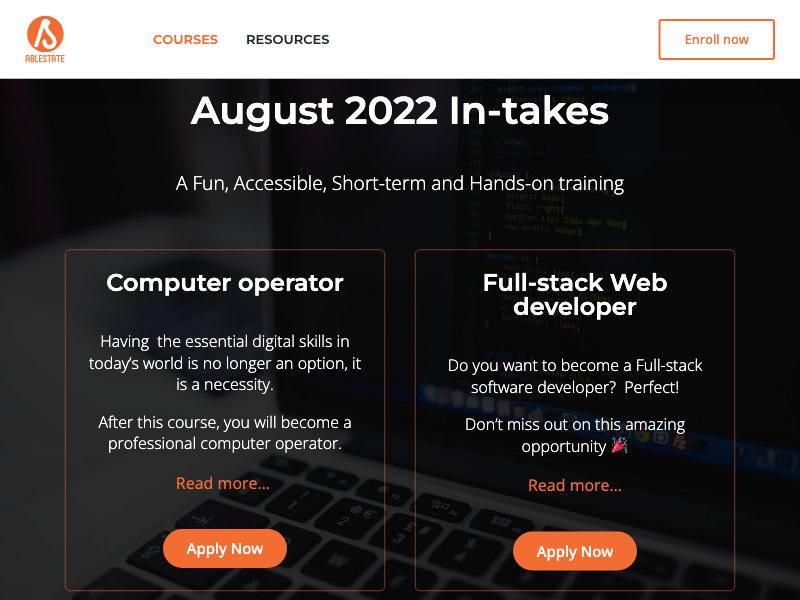 ABLESTATE
COURSES
RESOURCES
Enroll now
August 2022 In-takes
A Fun, Accessible, Short-term and Hands-on training
Computer operator
Having  the essential digital skills in
today's world is no longer an option, it
is a necessity.
After this course, you will become a
professional computer operator.
Read more...
Apply Now
Full-stack Web
developer
Do you want to become a Full-stack
software developer?  Perfect!
Don't miss out on this amazing
opportunity 🎉
Read more...
Apply Now